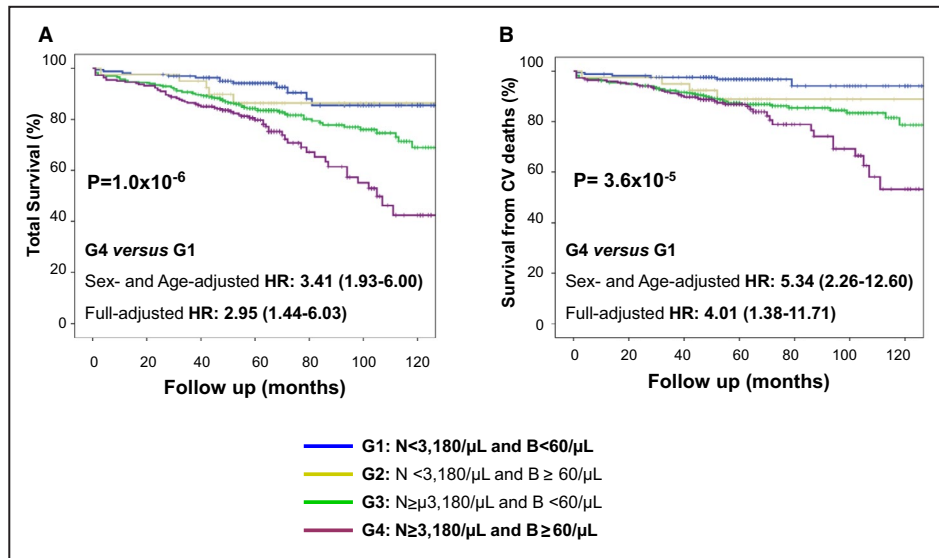 A
100
80
60
40
20
0
Total Survival (%)
P=1.0x10-6
G4 versus G1
Sex- and Age-adjusted HR: 3.41 (1.93-6.00)
Full-adjusted HR: 2.95 (1.44-6.03)
0 20 40 60 80 100 120
Follow up (months)
B
100
80
60
40
20
0
Survival from CV deaths (%)
P= 3.6x10-5
G4 versus G1
Sex- and Age-adjusted HR: 5.34 (2.26-12.60)
Full-adjusted HR: 4.01 (1.38-11.71)
0 20 40 60 80 100 120
Follow up (months)
G1: N<3,180/µL and B<60/µL
G2: N <3,180/µL and B ≥ 60/µL
G3: N≥µ3,180/µL and B <60/µL
G4: N≥3,180/µL and B ≥ 60/µL